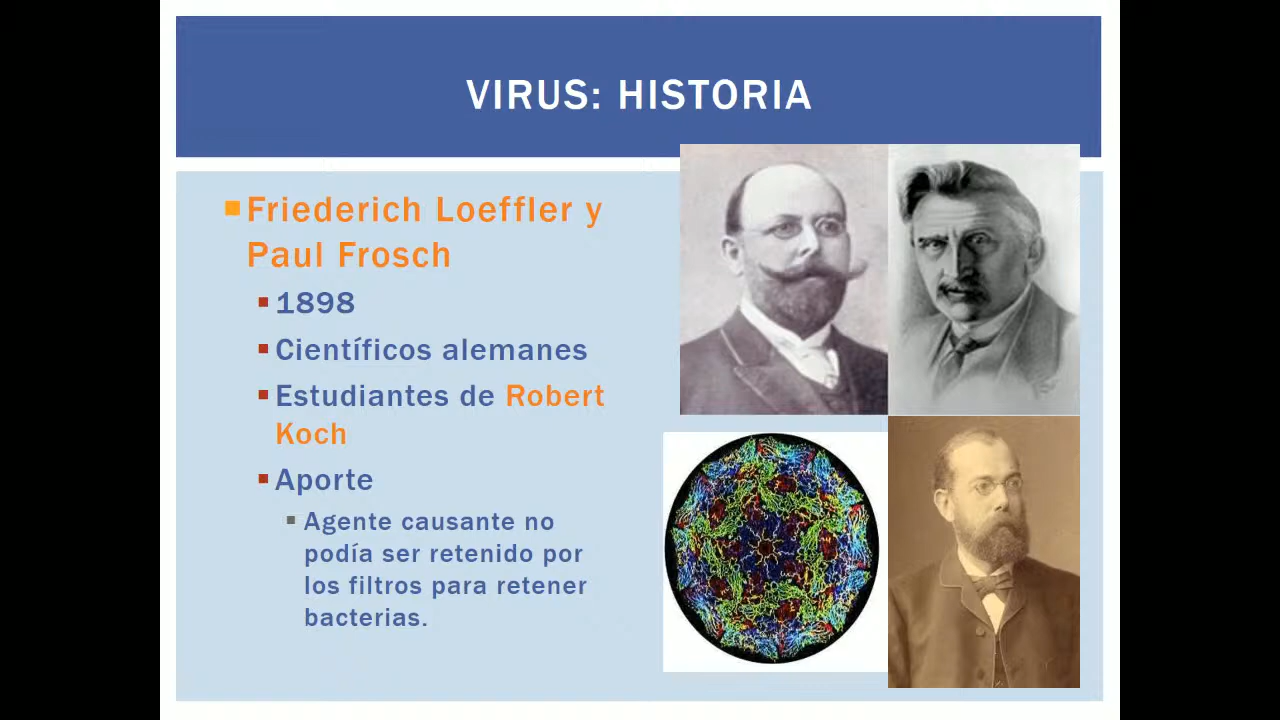 VIRUS: HISTORIA
Friederich Loeffler y
Paul Frosch
1898
Científicos alemanes
Estudiantes de Robert
Koch
Aporte
Agente causante no
podía ser retenido por
los filtros para retener
bacterias.